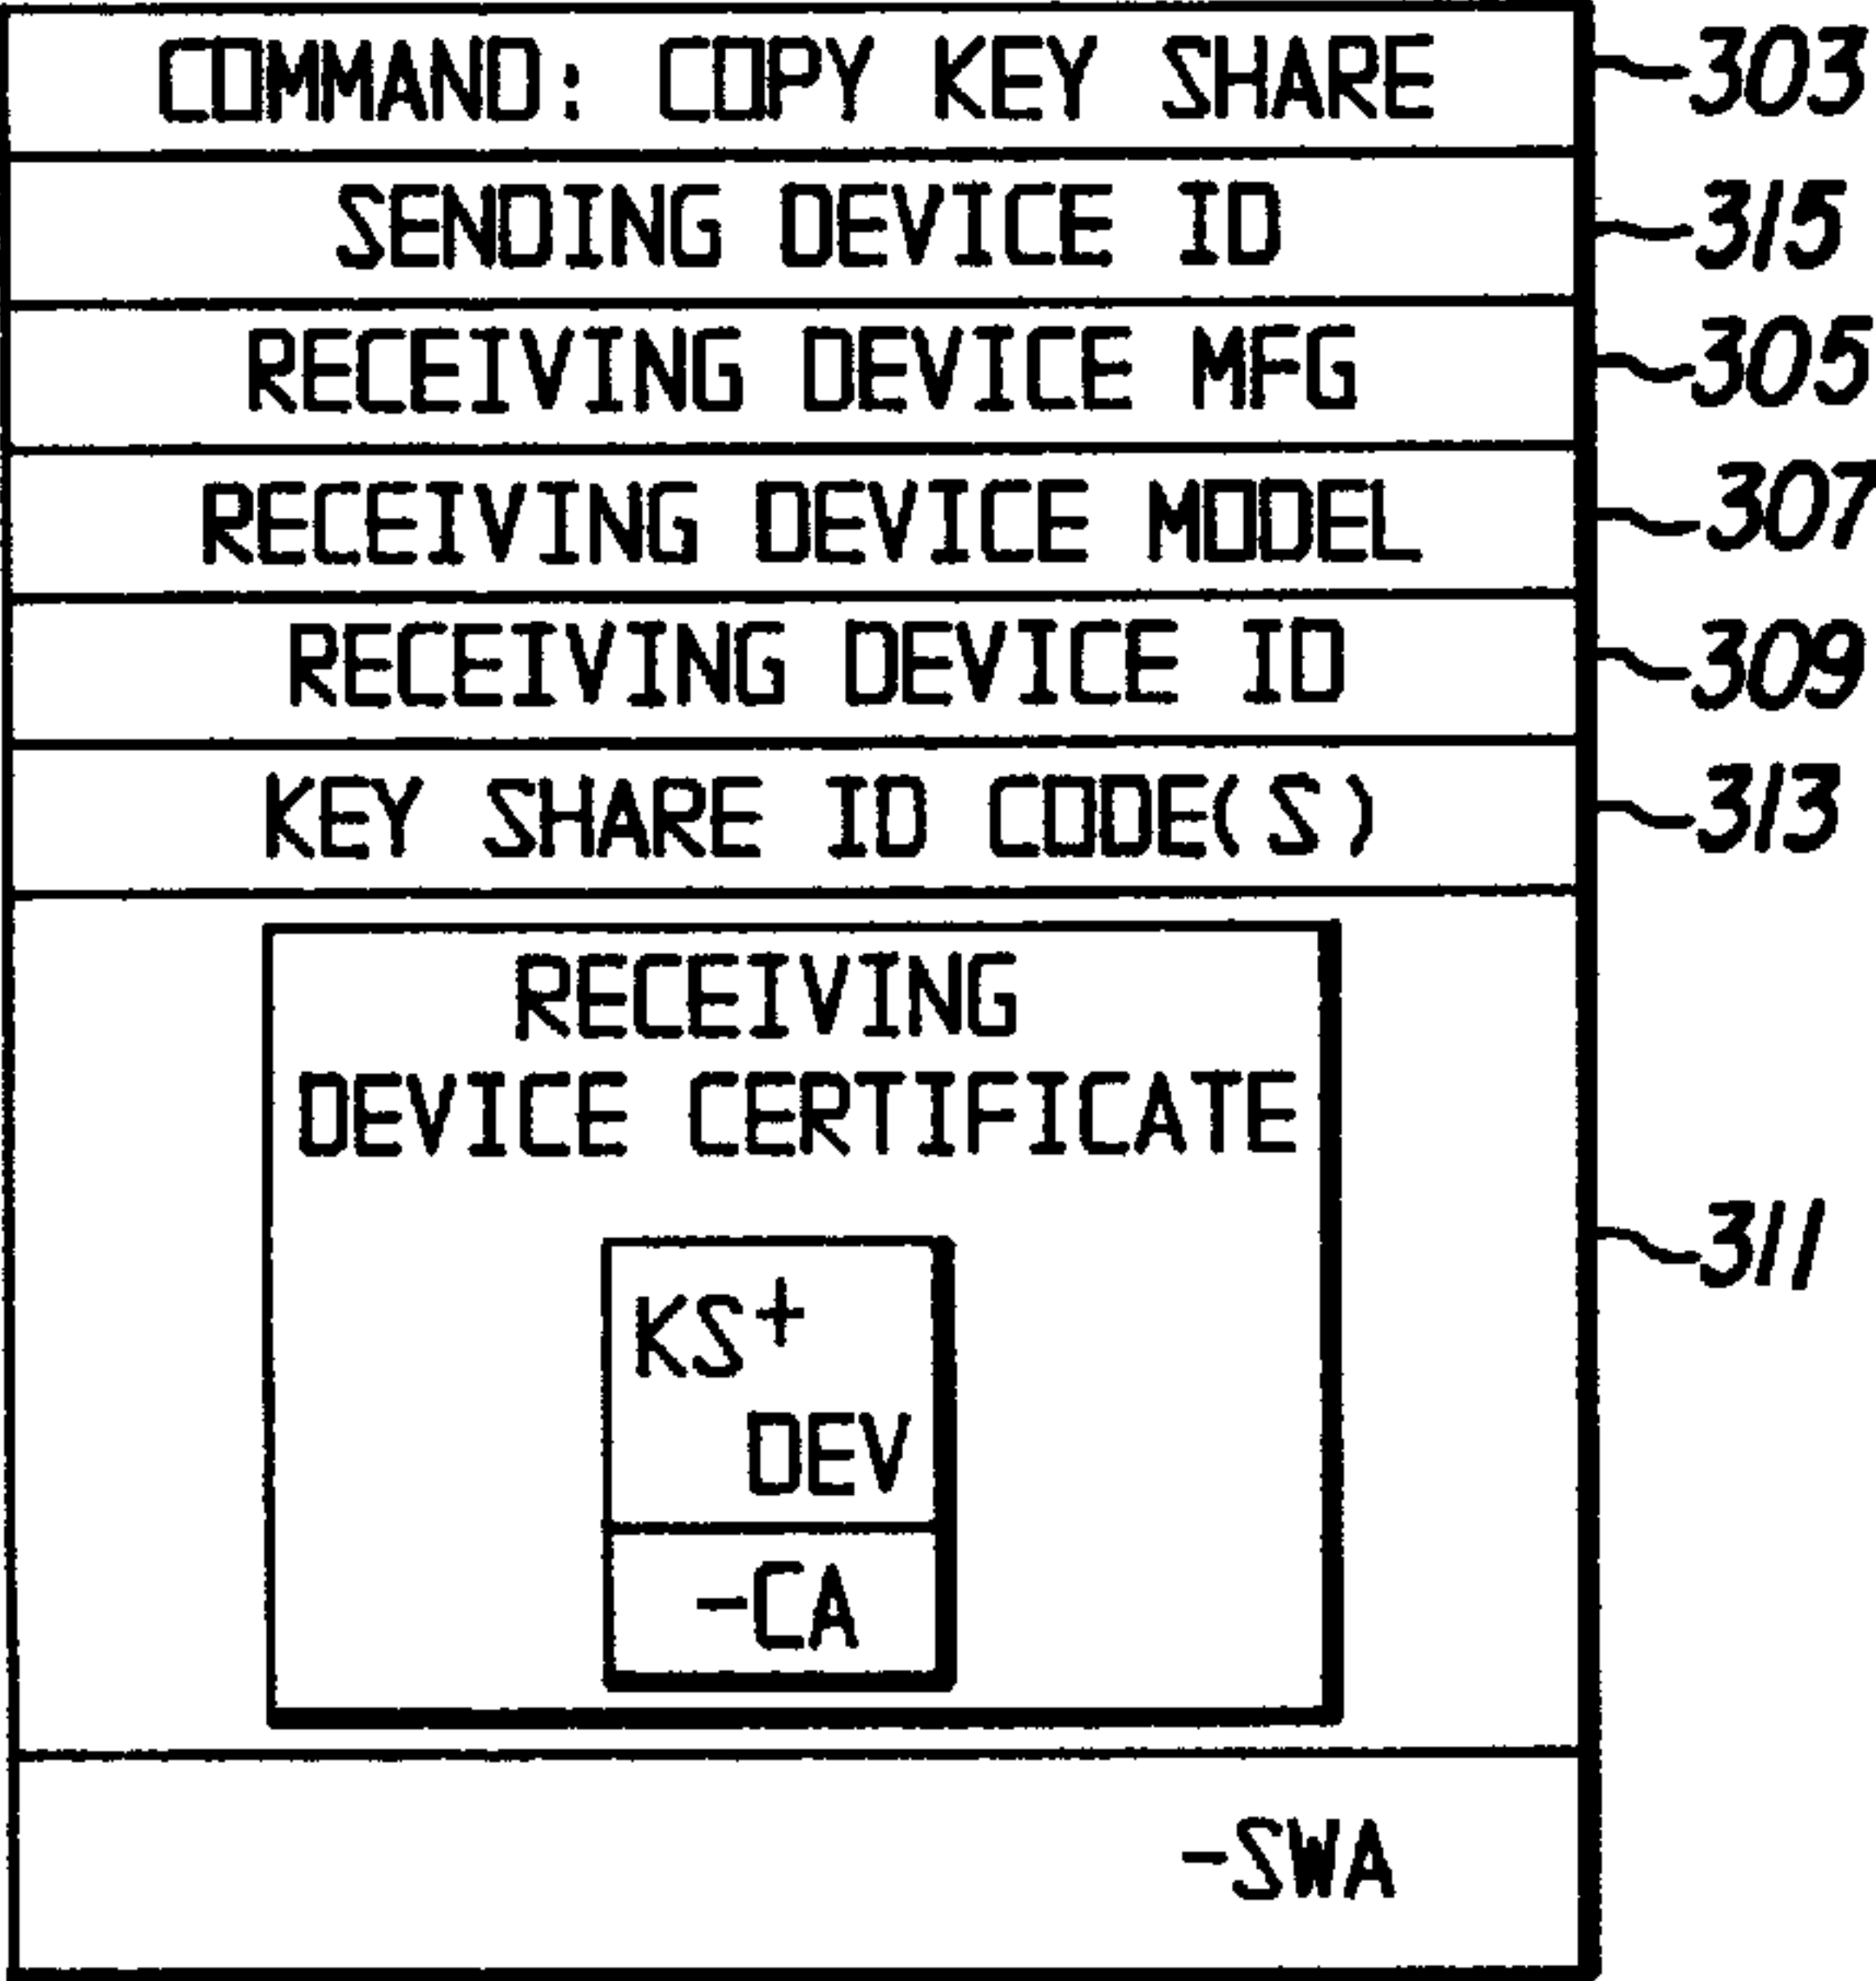 COMMAND: COPY KEY SHARE 303
SENDING DEVICE ID 315
RECEIVING DEVICE MFG 305
RECEIVING DEVICE MODEL 307
RECEIVING DEVICE ID 309
KEY SHARE ID CODE(S) 313
RECEIVING
DEVICE CERTIFICATE
311
KS+
DEV
-CA
-SWA